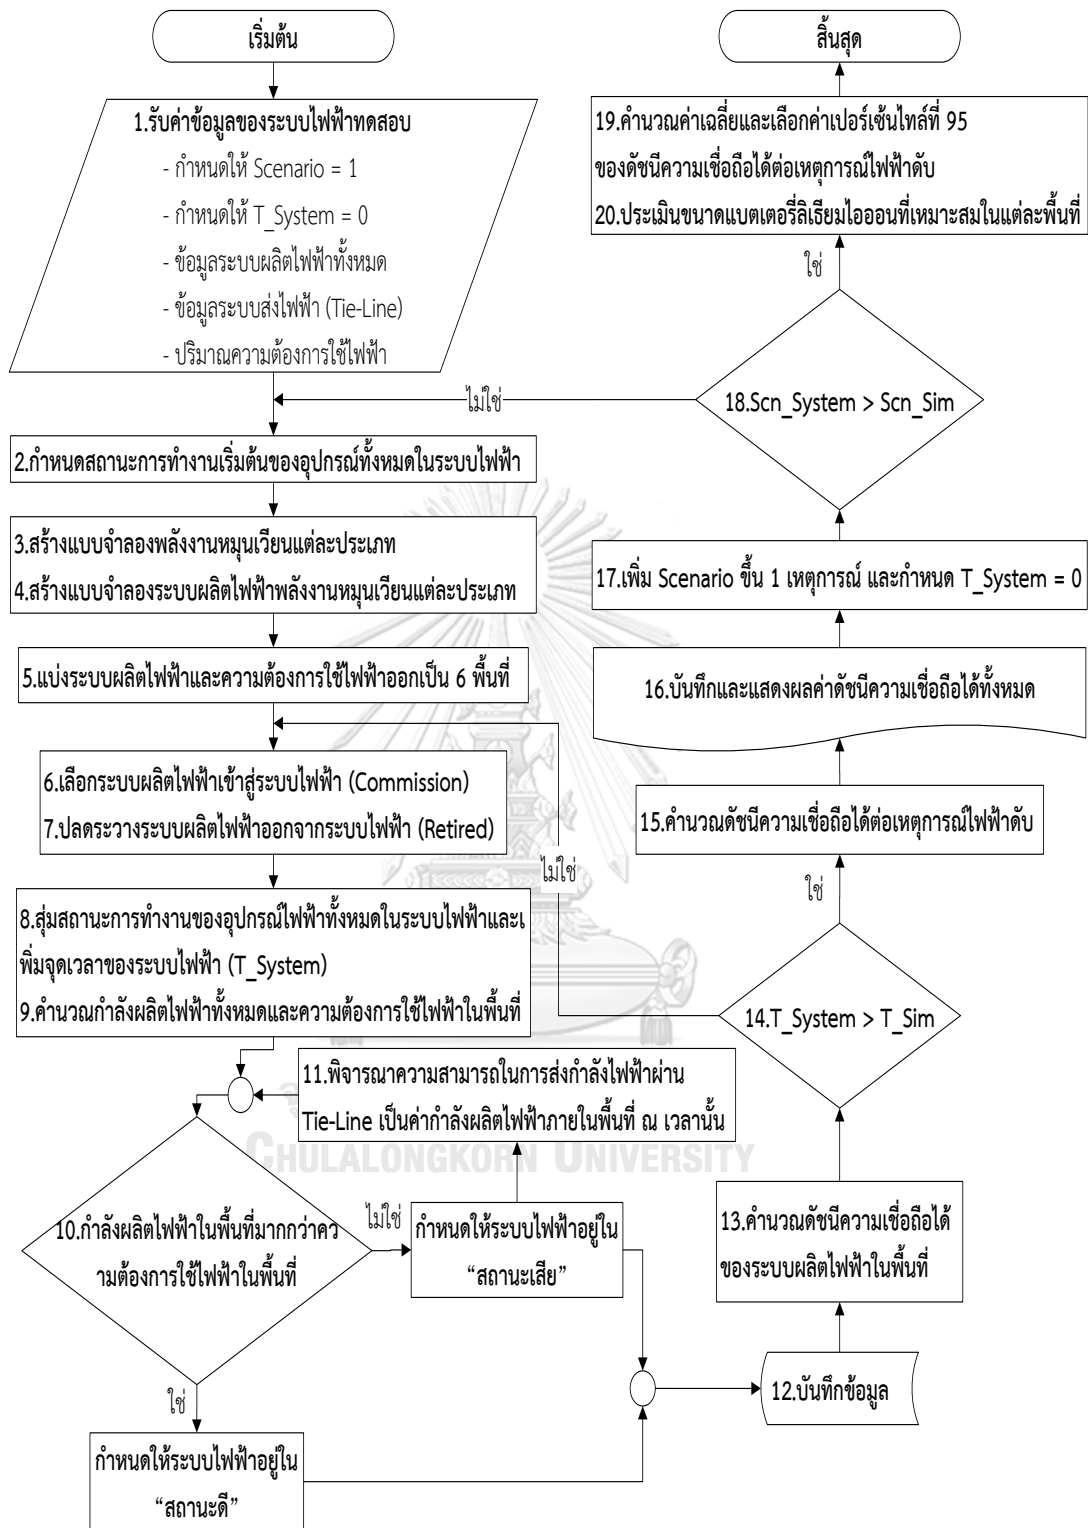 เริ่มต้น
1.รับค่าข้อมูลของระบบไฟฟ้าทดสอบ
- กำหนดให้ Scenario = 1
- กำหนดให้ T_System = 0
- ข้อมูลระบบผลิตไฟฟ้าทั้งหมด
- ข้อมูลระบบส่งไฟฟ้า (Tie-Line)
- ปริมาณความต้องการใช้ไฟฟ้า
2.กำหนดสถานะการทำงานเริ่มต้นของอุปกรณ์ทั้งหมดในระบบไฟฟ้า
3.สร้างแบบจำลองพลังงานหมุนเวียนแต่ละประเภท
4.สร้างแบบจำลองระบบผลิตไฟฟ้าพลังงานหมุนเวียนแต่ละประเภท
5.แบ่งระบบผลิตไฟฟ้าและความต้องการใช้ไฟฟ้าออกเป็น 6 พื้นที่
6.เลือกระบบผลิตไฟฟ้าเข้าสู่ระบบไฟฟ้า (Commission)
7.ปลดระวางระบบผลิตไฟฟ้าออกจากระบบไฟฟ้า (Retired)
8.สุ่มสถานะการทำงานของอุปกรณ์ไฟฟ้าทั้งหมดในระบบไฟฟ้าและเ
พิ่มจุดเวลาของระบบไฟฟ้า (T_System)
9.คำนวณกำลังผลิตไฟฟ้าทั้งหมดและความต้องการใช้ไฟฟ้าในพื้นที่
10.กำลังผลิตไฟฟ้าในพื้นที่มากกว่าคว
ามต้องการใช้ไฟฟ้าในพื้นที่
ใช่
กำหนดให้ระบบไฟฟ้าอยู่ใน
“สถานะดี”
ไม่ใช่
กำหนดให้ระบบไฟฟ้าอยู่ใน
“สถานะเสีย”
11.พิจารณาความสามารถในการส่งกำลังไฟฟ้าผ่าน
Tie-Line เป็นค่ากำลังผลิตไฟฟ้าภายในพื้นที่ ณ เวลานั้น
CHULALONGKORN UNIVERSITY
12.บันทึกข้อมูล
13.คำนวณดัชนีความเชื่อถือได้
ของระบบผลิตไฟฟ้าในพื้นที่
14.T_System > T_Sim
ไม่ใช่
ใช่
15.คำนวณดัชนีความเชื่อถือได้ต่อเหตุการณ์ไฟฟ้าดับ
16.บันทึกและแสดงผลค่าดัชนีความเชื่อถือได้ทั้งหมด
17.เพิ่ม Scenario ขึ้น 1 เหตุการณ์ และกำหนด T_System = 0
18.Scn_System > Scn_Sim
ไม่ใช่
ใช่
19.คำนวณค่าเฉลี่ยและเลือกค่าเปอร์เซ็นไทล์ที่ 95
ของดัชนีความเชื่อถือได้ต่อเหตุการณ์ไฟฟ้าดับ
20.ประเมินขนาดแบตเตอรี่ลิเธียมไอออนที่เหมาะสมในแต่ละพื้นที่
สิ้นสุด